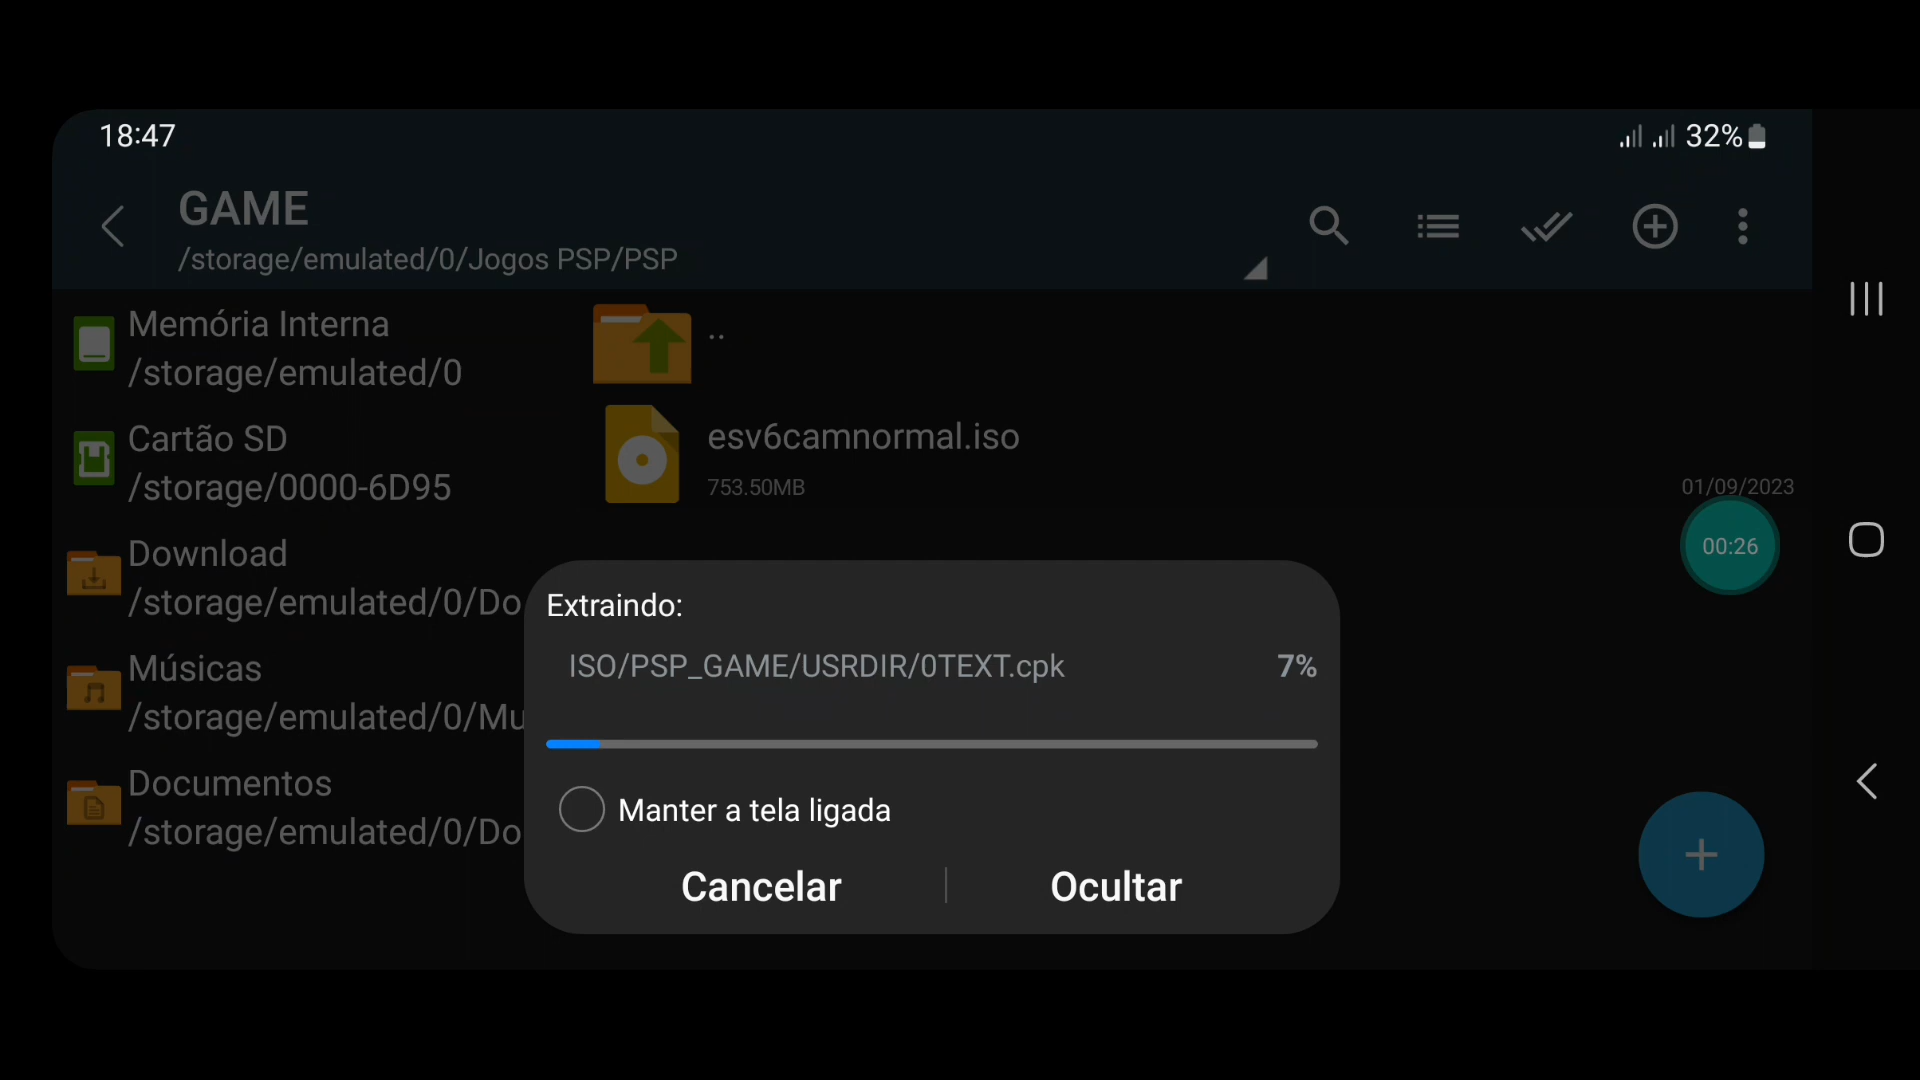 18:47
32%
GAME
/storage/emulated/0/Jogos PSP/PSP
Memória Interna
/storage/emulated/0
Cartão SD
/storage/0000-6D95
Download
/storage/emulated/0/Do
Músicas
/storage/emulated/0/Mu
Documentos
/storage/emulated/0/Do
..
esv6camnormal.iso
753.50MB
01/09/2023
00:26
Extraindo:
ISO/PSP_GAME/USRDIR/0TEXT.cpk
7%
Manter a tela ligada
Cancelar
Ocultar